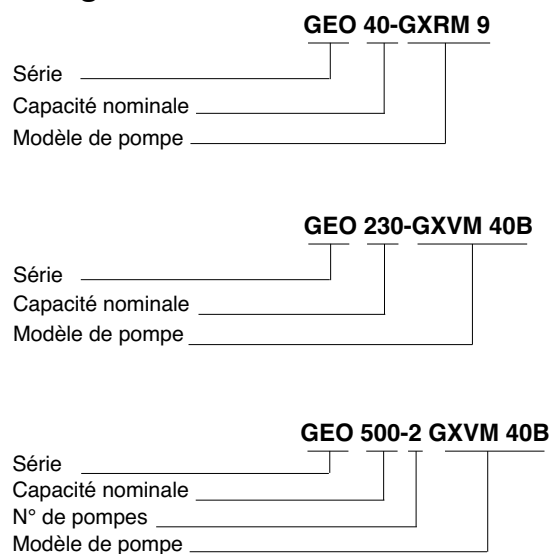 GEO 40-GXRM 9
Série
Capacité nominale
Modèle de pompe
GEO 230-GXVM 40B
Série
Capacité nominale
Modèle de pompe
GEO 500-2 GXVM 40B
Série
Capacité nominale
N° de pompes
Modèle de pompe